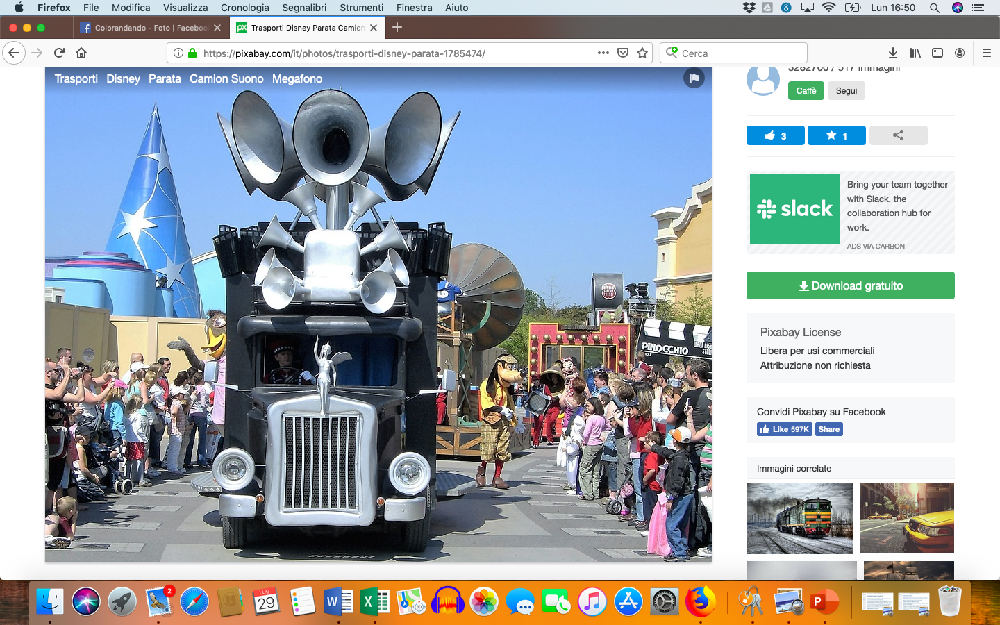 Firefox File Modifica Visualizza Cronologia Segnalibri Strumenti Finestra Aiuto Lun 16:50
Colorandando - Foto | Faceboo
Trasporti Disney Parata Camion
https://pixabay.com/it/photos/trasporti-disney-parata-1785474/
Cerca
Trasporti Disney Parata Camion Suono Megafono
Caffè Segui
3 1
slack
Bring your team together
with Slack, the
collaboration hub for
work.
ADS VIA CARBON
Download gratuito
Pixabay License
Libera per usi commerciali
Attribuzione non richiesta
Convidi Pixabay su Facebook
Like 597K Share
Immagini correlate
PINOCCHIO
2
LUG
29
W
X
P